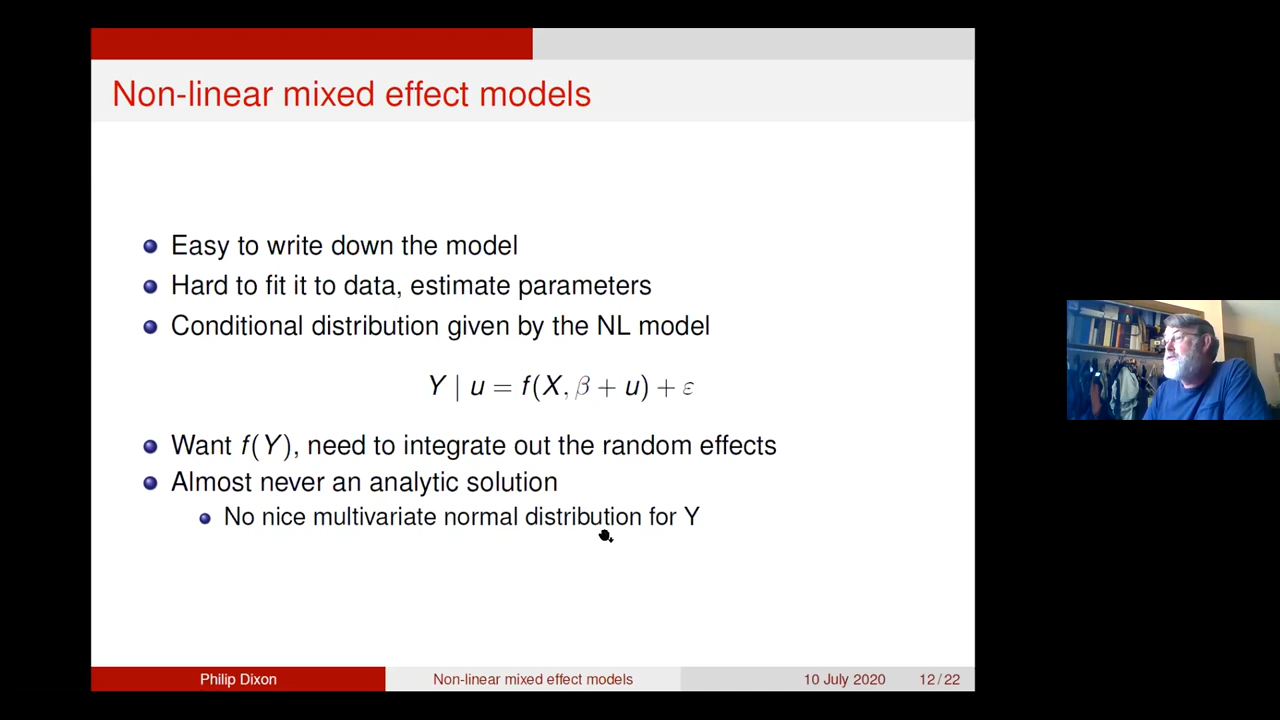 Non-linear mixed effect models
Easy to write down the model
Hard to fit it to data, estimate parameters
Conditional distribution given by the NL model
Y | u = f(X, β + u) + ε
Want f(Y), need to integrate out the random effects
Almost never an analytic solution
No nice multivariate normal distribution for Y
Philip Dixon Non-linear mixed effect models 10 July 2020 12 / 22